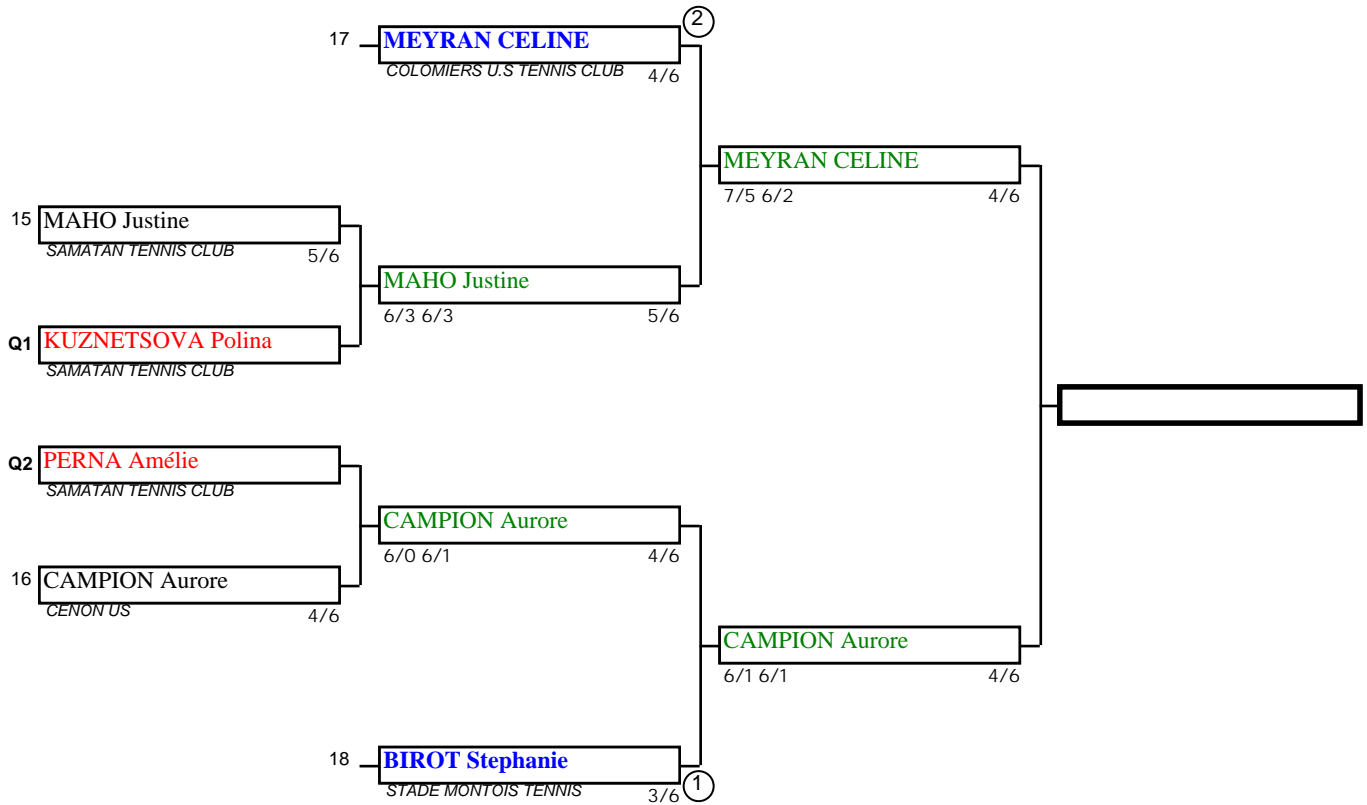 2
17 MEYRAN CELINE
COLOMIERS U.S TENNIS CLUB 4/6
MEYRAN CELINE
7/5 6/2 4/6
15 MAHO Justine
SAMATAN TENNIS CLUB 5/6
MAHO Justine
6/3 6/3 5/6
Q1 KUZNETSOVA Polina
SAMATAN TENNIS CLUB
Q2 PERNA Amélie
SAMATAN TENNIS CLUB
CAMPION Aurore
6/0 6/1 4/6
16 CAMPION Aurore
CENON US 4/6
CAMPION Aurore
6/1 6/1 4/6
18 BIROT Stephanie
STADE MONTOIS TENNIS 3/6
1